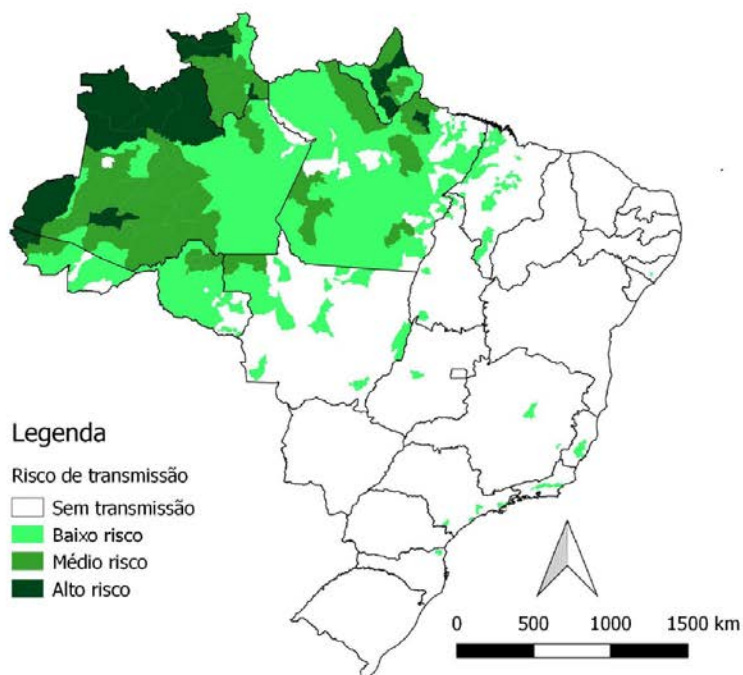 Legenda
Risco de transmissão
Sem transmissão
Baixo risco
Médio risco
Alto risco
0 500 1000 1500 km